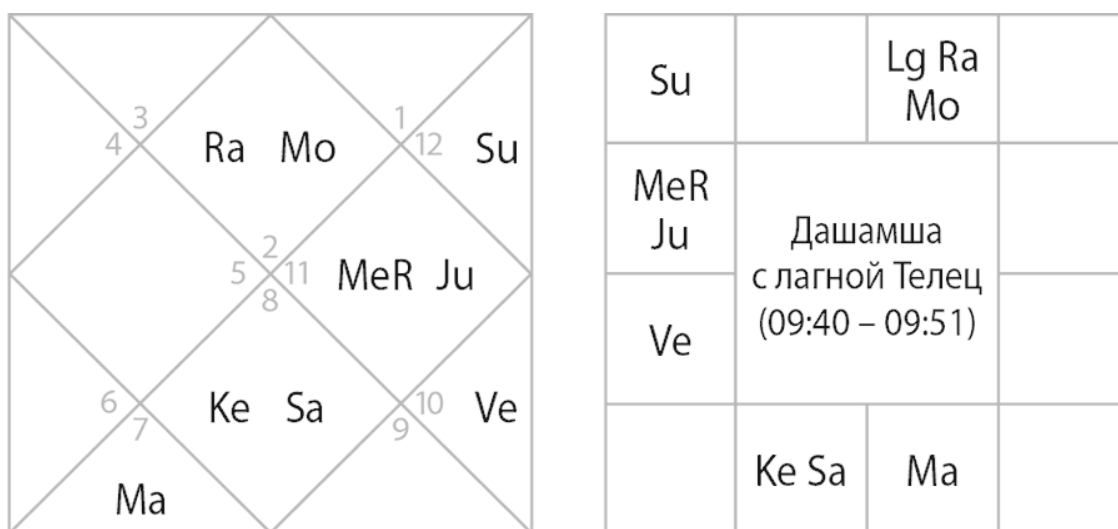 3
1
4
Ra Mo
12
Su
2
5
11
MeR Ju
8
6
Ke Sa
10
Ve
7
9
Ma
Su
Lg Ra
Mo
MeR
Ju
Дашамша
с лагной Телец
(09:40 – 09:51)
Ve
Ke Sa
Ma